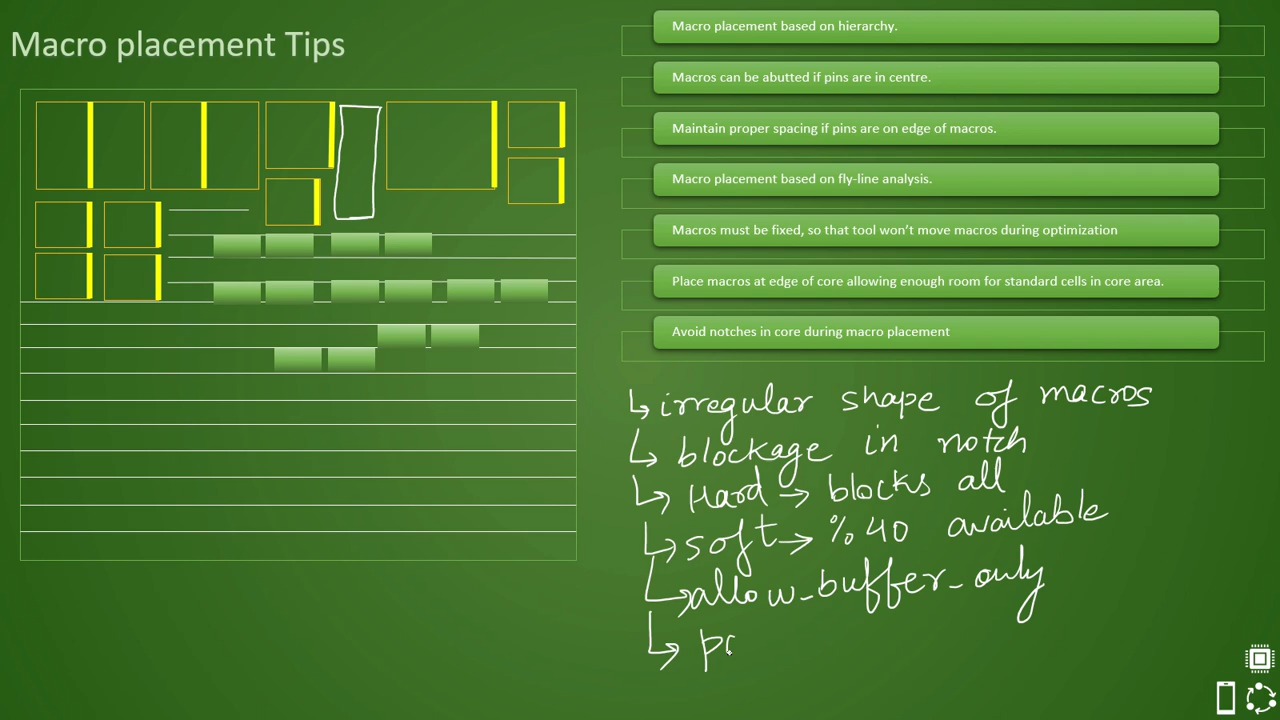 Macro placement Tips
Macro placement based on hierarchy.
Macros can be abutted if pins are in centre.
Maintain proper spacing if pins are on edge of macros.
Macro placement based on fly-line analysis.
Macros must be fixed, so that tool won't move macros during optimization
Place macros at edge of core allowing enough room for standard cells in core area.
Avoid notches in core during macro placement
irregular shape of macros
blockage in notch
Hard → blocks all
soft → % 40 available
allow_buffer_only